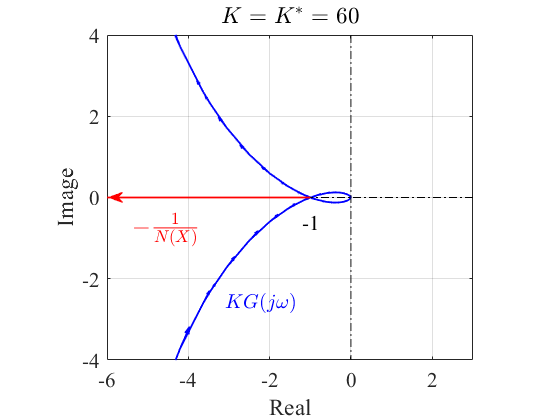 K = K* = 60
4
2
0
-2
-4
Image
-6
-4
-2
0
2
Real
-1/N(X)
-1
KG(jω)